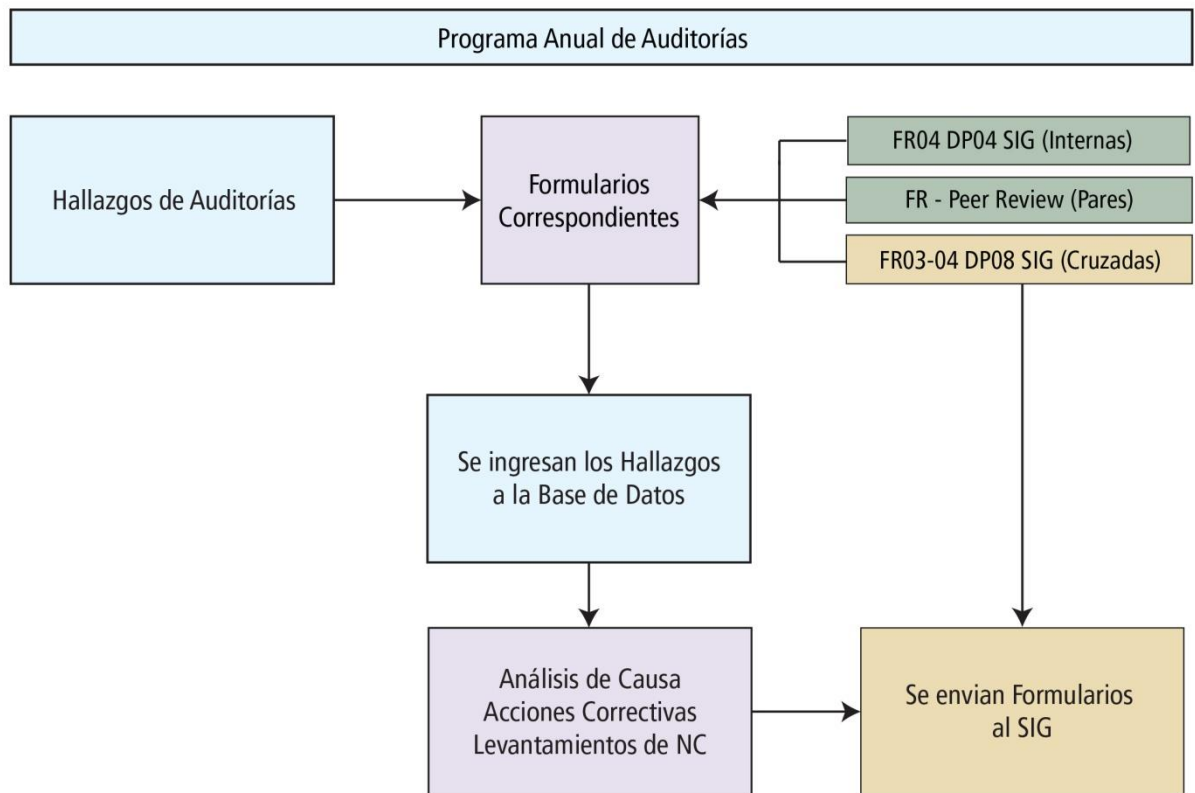 Programa Anual de Auditorías
Hallazgos de Auditorías
Formularios
Correspondientes
FR04 DP04 SIG (Internas)
FR - Peer Review (Pares)
FR03-04 DP08 SIG (Cruzadas)
Se ingresan los Hallazgos
a la Base de Datos
Análisis de Causa
Acciones Correctivas
Levantamientos de NC
Se envian Formularios
al SIG